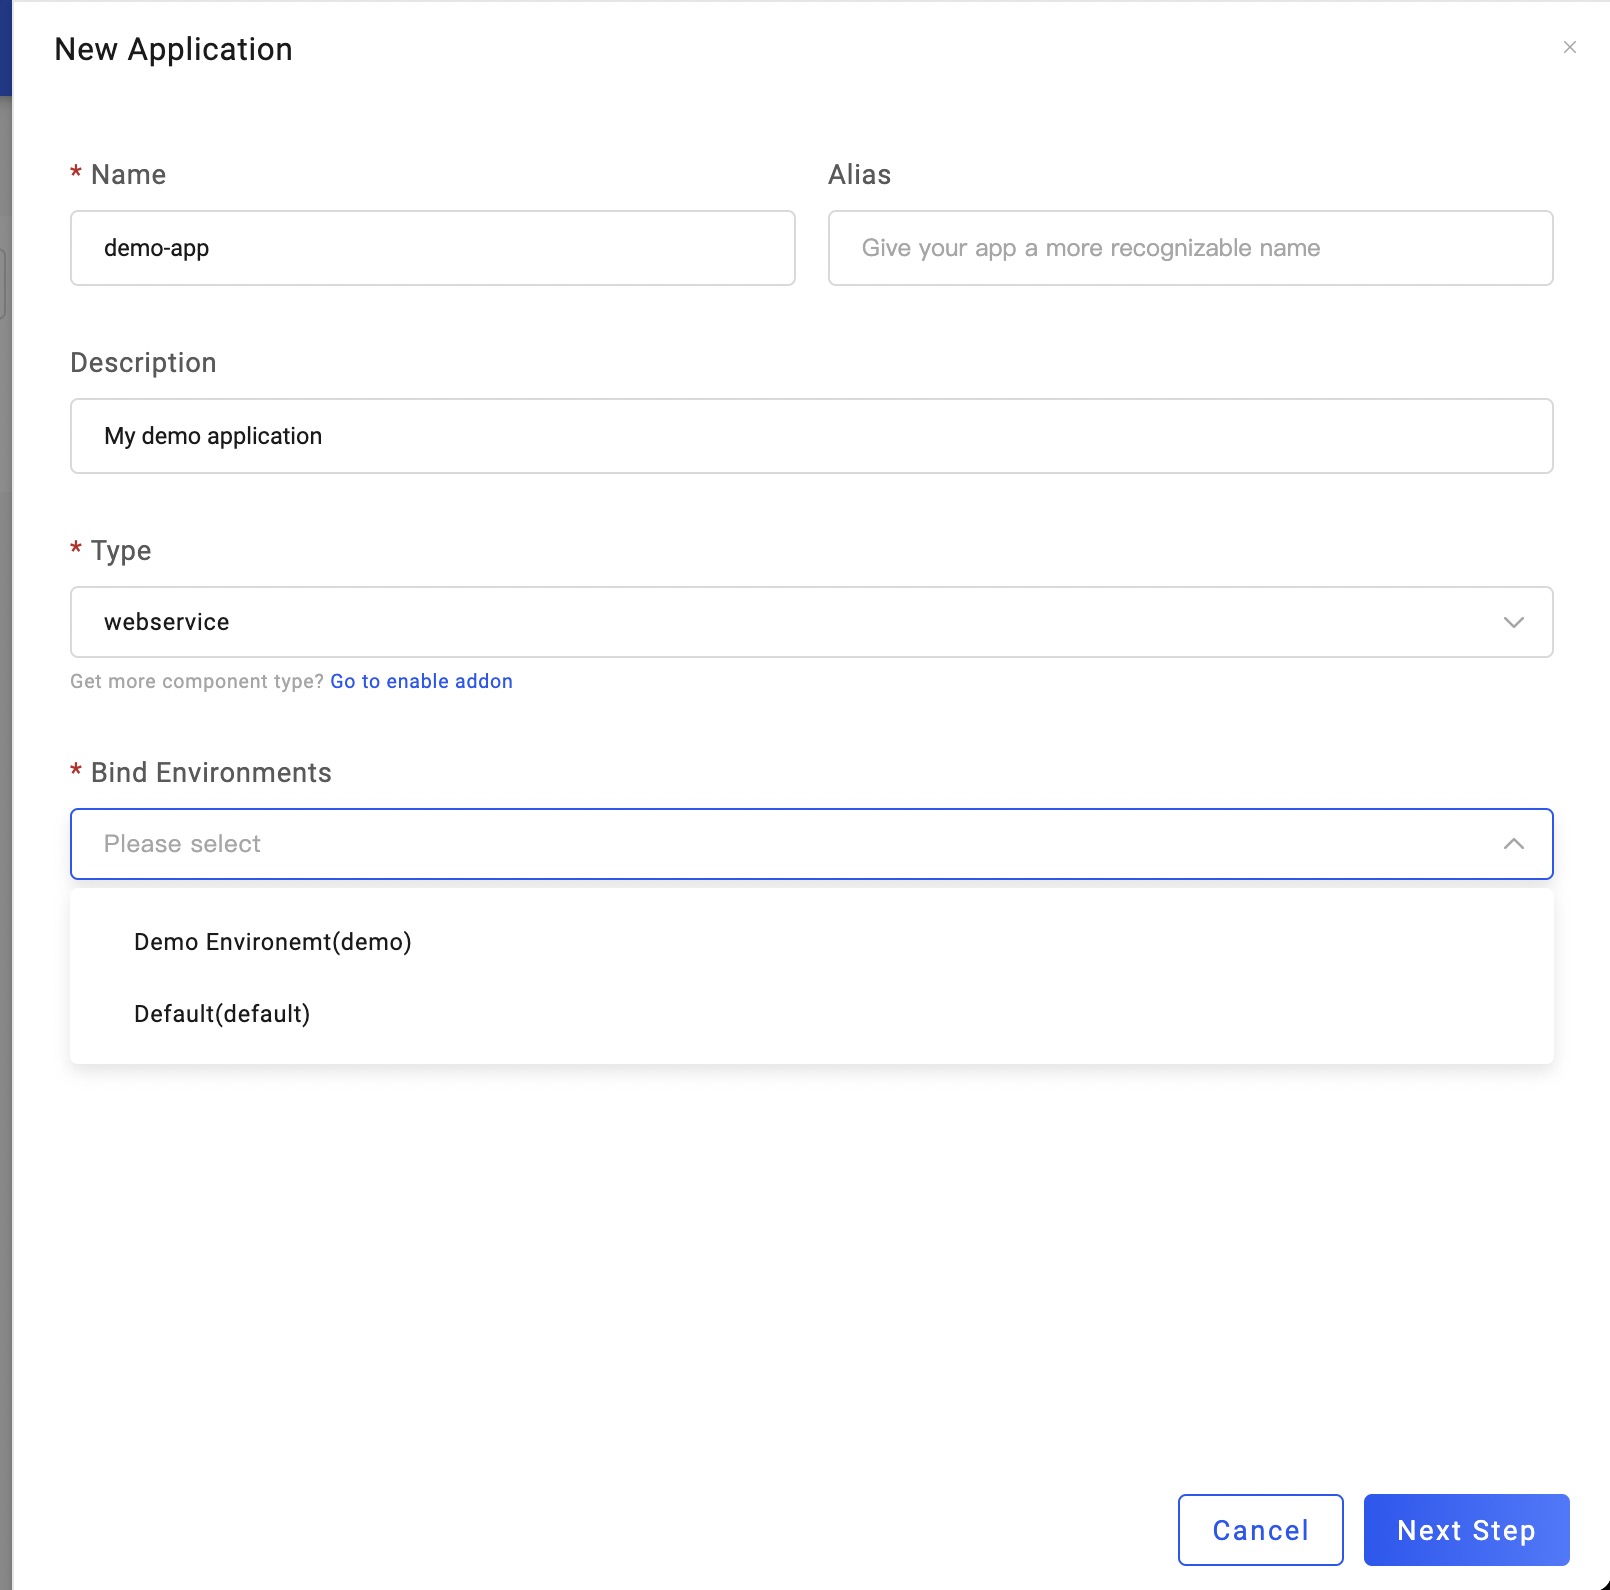 New Application
* Name
Alias
demo-app
Give your app a more recognizable name
Description
My demo application
* Type
webservice
Get more component type? Go to enable addon
* Bind Environments
Please select
Demo Environemt(demo)
Default(default)
Cancel
Next Step